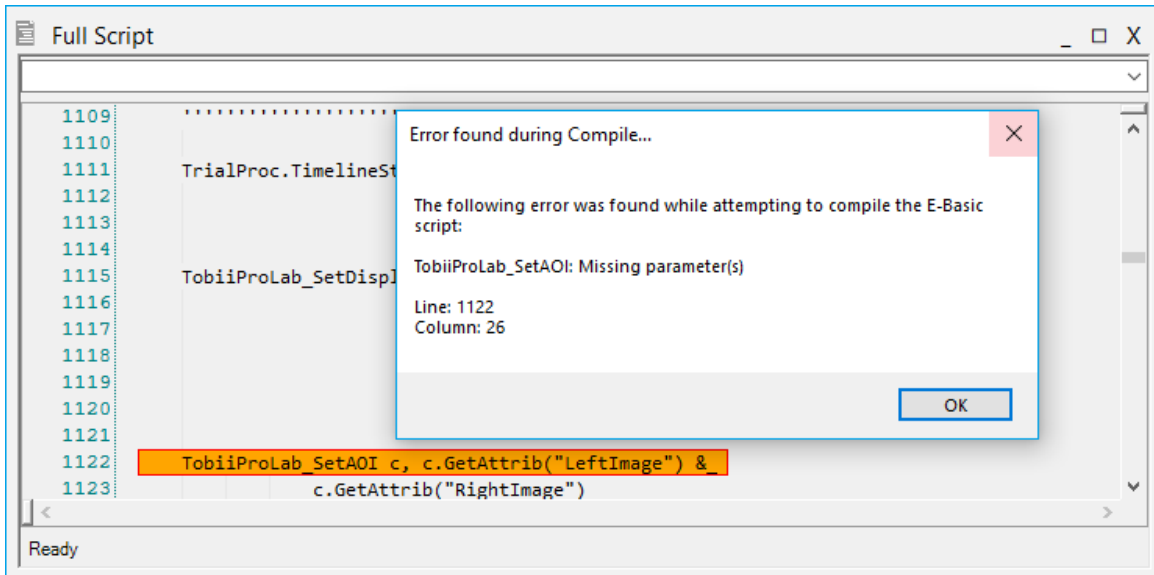 Full Script
1109 ''''''''''''''''''''
1110
1111 TrialProc.TimelineSt
1112
1113
1114
1115 TobiiProLab_SetDispl
1116
1117
1118
1119
1120
1121
1122 TobiiProLab_SetAOI c, c.GetAttrib("LeftImage") &_
1123 c.GetAttrib("RightImage")
Error found during Compile...
The following error was found while attempting to compile the E-Basic
script:
TobiiProLab_SetAOI: Missing parameter(s)
Line: 1122
Column: 26
OK
Ready